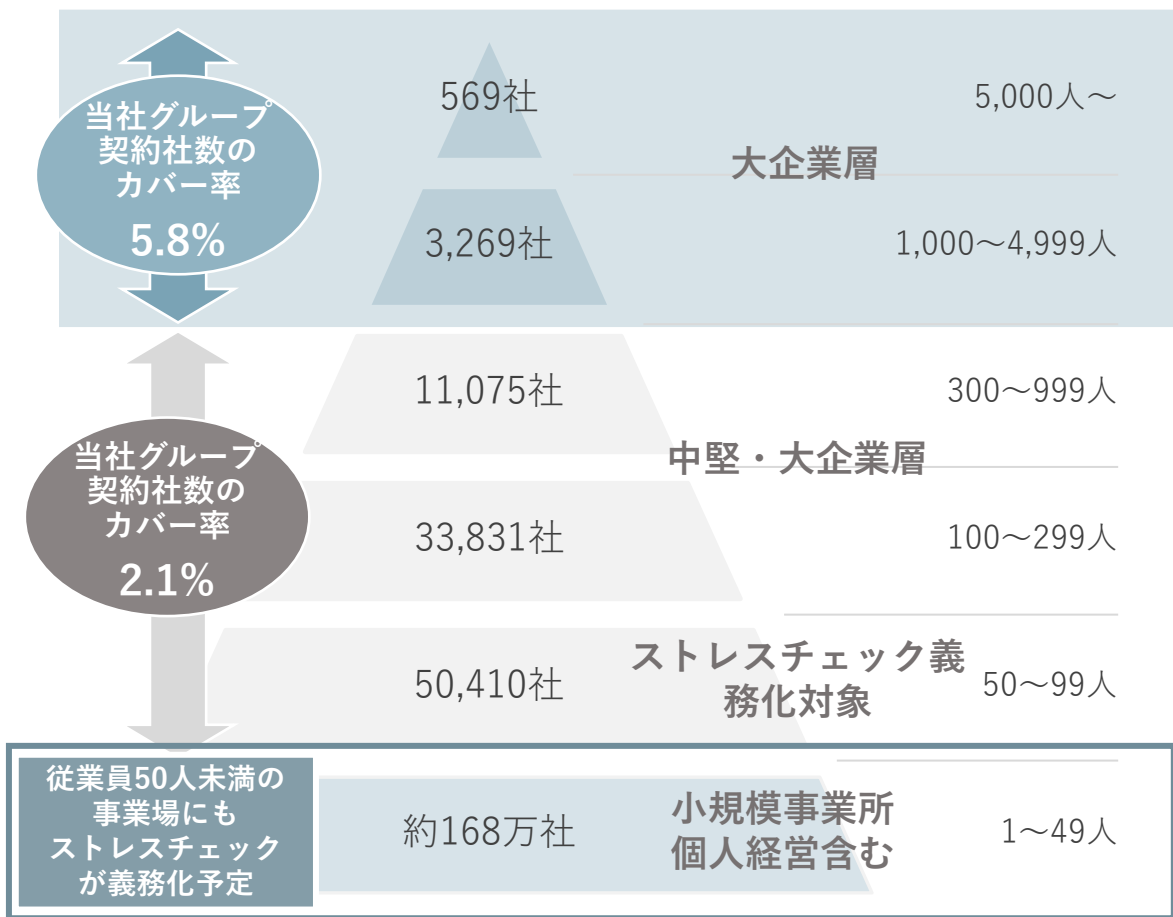 当社グループ
契約社数の
カバー率
5.8%
569社
5,000人～
大企業層
3,269社
1,000～4,999人
11,075社
300～999人
当社グループ
契約社数の
カバー率
2.1%
中堅・大企業層
33,831社
100～299人
50,410社
ストレスチェック義
務化対象
50～99人
従業員50人未満の
事業場にも
ストレスチェック
が義務化予定
約168万社
小規模事業所
個人経営含む
1～49人